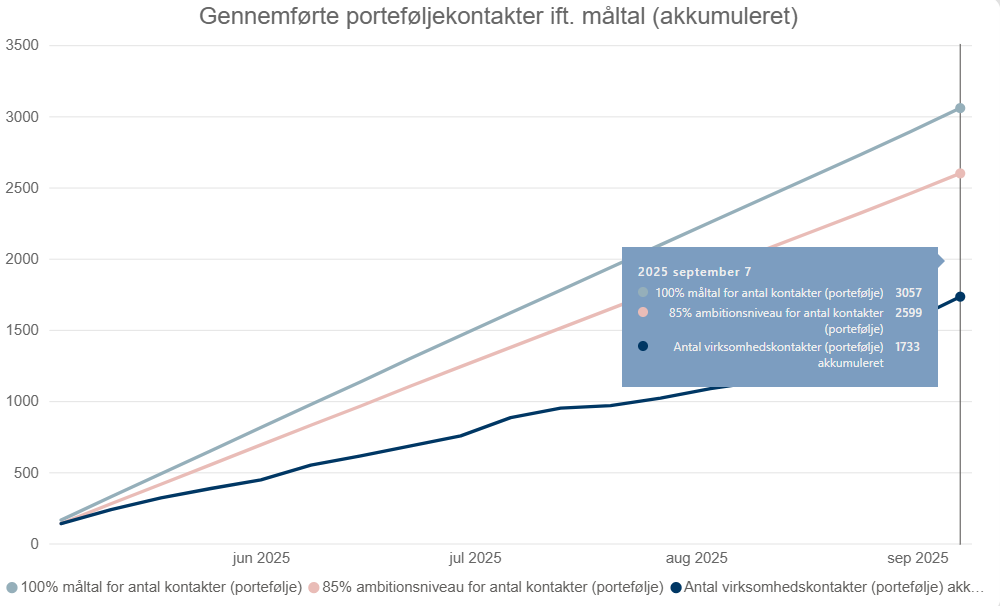 Gennemførte porteføljekontakter ift. måltal (akkumuleret)
3500
3000
2500
2000
1500
1000
500
0
2025 september 7
100% måltal for antal kontakter (portefølje) 3057
85% ambitionsniveau for antal kontakter 2599
(portefølje)
Antal virksomhedskontakter (portefølje) 1733
akkumuleret
jun 2025 jul 2025 aug 2025 sep 2025
100% måltal for antal kontakter (portefølje) 85% ambitionsniveau for antal kontakter (portefølje) Antal virksomhedskontakter (portefølje) akk...